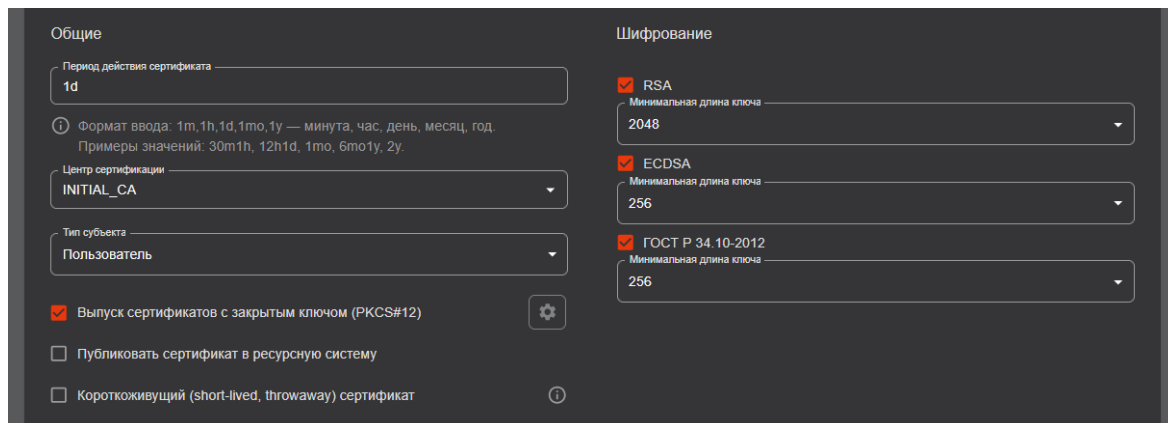 Общие
Период действия сертификата
1d
Формат ввода: 1m,1h,1d,1mo,1y — минута, час, день, месяц, год.
Примеры значений: 30m1h, 12h1d, 1mo, 6mo1y, 2y.
Центр сертификации
INITIAL_CA
Тип субъекта
Пользователь
Выпуск сертификатов с закрытым ключом (PKCS#12)
Публиковать сертификат в ресурсную систему
Короткоживущий (short-lived, throwaway) сертификат
Шифрование
RSA
Минимальная длина ключа
2048
ECDSA
Минимальная длина ключа
256
ГОСТ Р 34.10-2012
Минимальная длина ключа
256